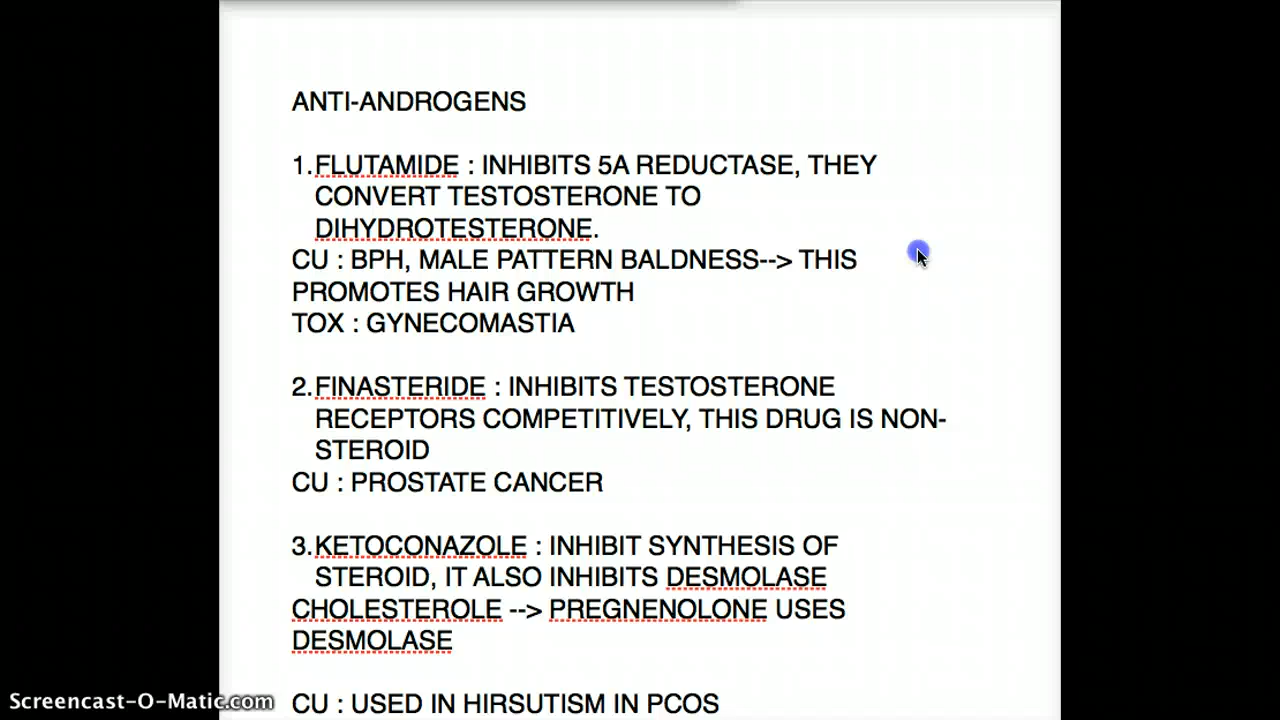 ANTI-ANDROGENS
1.FLUTAMIDE : INHIBITS 5A REDUCTASE, THEY
CONVERT TESTOSTERONE TO
DIHYDROTESTERONE.
CU : BPH, MALE PATTERN BALDNESS--> THIS
PROMOTES HAIR GROWTH
TOX : GYNECOMASTIA
2.FINASTERIDE : INHIBITS TESTOSTERONE
RECEPTORS COMPETITIVELY, THIS DRUG IS NON-
STEROID
CU : PROSTATE CANCER
3.KETOCONAZOLE : INHIBIT SYNTHESIS OF
STEROID, IT ALSO INHIBITS DESMOLASE
CHOLESTEROLE --> PREGNENOLONE USES
DESMOLASE
CU : USED IN HIRSUTISM IN PCOS
Screencast-O-Matic.com